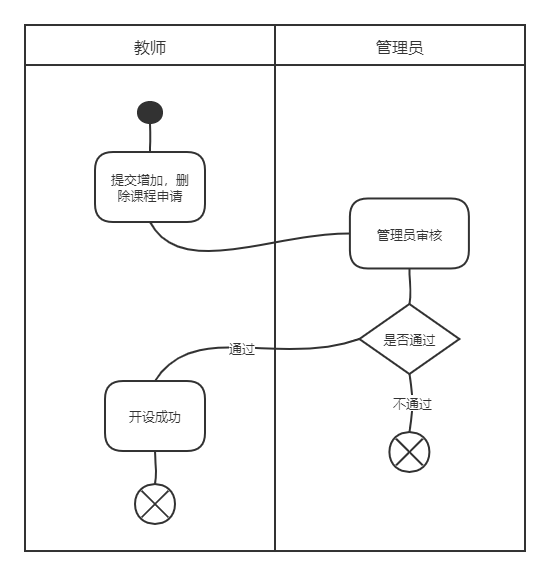 教师
管理员
提交增加，删
除课程申请
管理员审核
是否通过
通过
不通过
开设成功